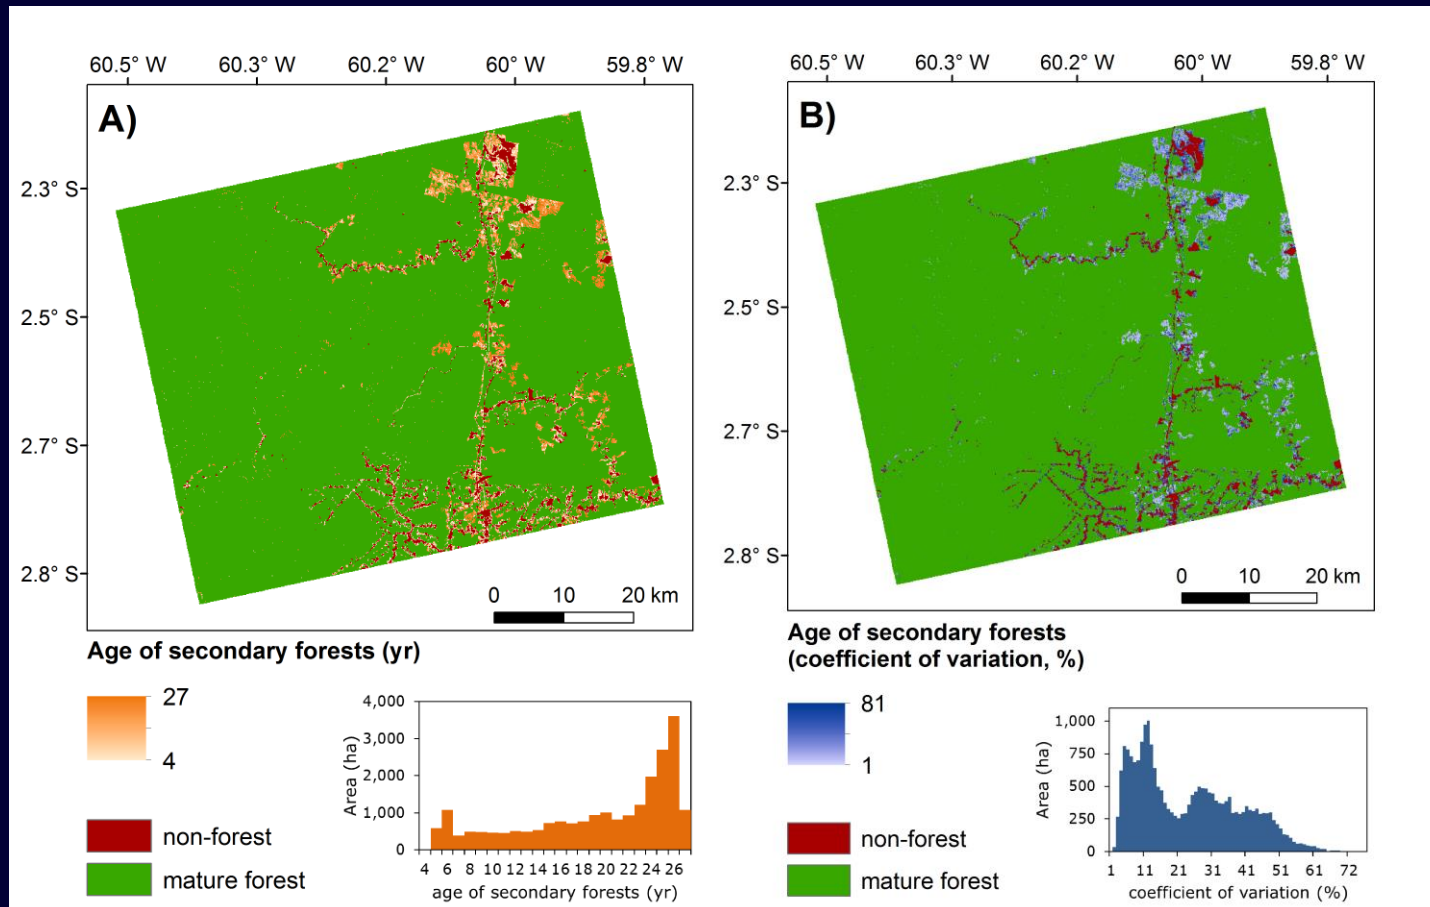 60.5° W 60.3° W 60.2° W 60° W 59.8° W
A)
2.3° S
2.5° S
2.7° S
2.8° S
0 10 20 km
Age of secondary forests (yr)
27
4
non-forest
mature forest
4,000
3,000
2,000
1,000
0
Area (ha)
4 6 8 10 12 14 16 18 20 22 24 26
age of secondary forests (yr)
60.5° W 60.3° W 60.2° W 60° W 59.8° W
B)
2.3° S
2.5° S
2.7° S
2.8° S
0 10 20 km
Age of secondary forests
(coefficient of variation, %)
81
1
non-forest
mature forest
1,000
750
500
250
0
Area (ha)
1 11 21 31 41 51 61 72
coefficient of variation (%)